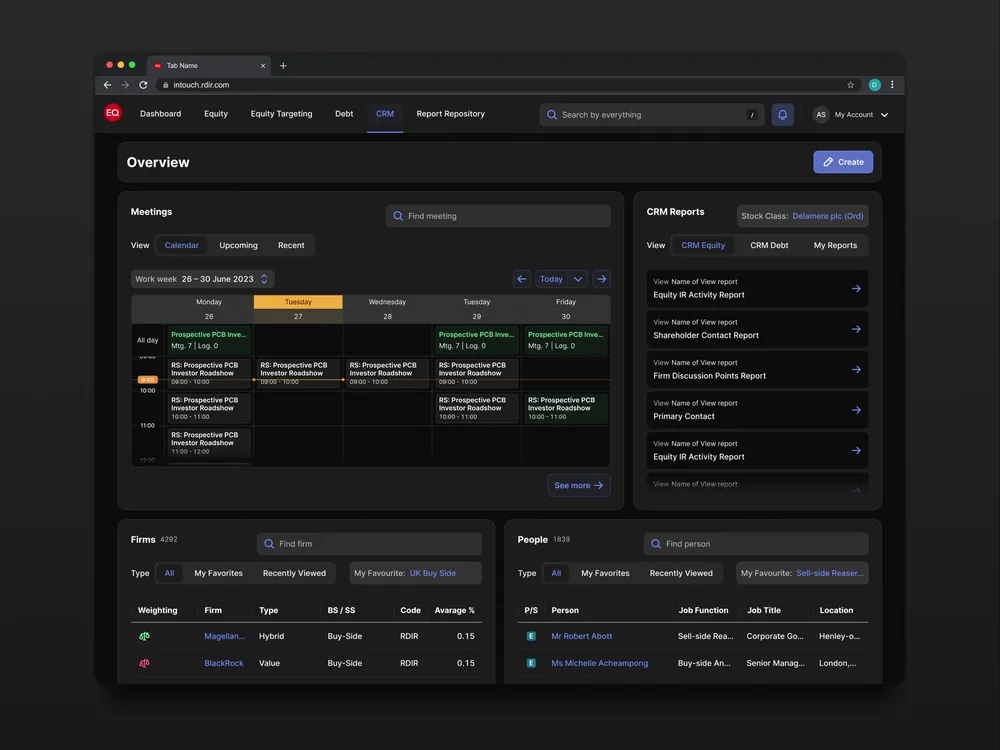 EQ Tab Name
intouch.rdir.com D
EQ Dashboard Equity Equity Targeting Debt CRM Report Repository Search by everything / AS My Account
Overview
Create
Meetings
Find meeting
View Calendar Upcoming Recent
Work week 26 – 30 June 2023
Today
Monday Tuesday Wednesday Tuesday Friday
26 27 28 29 30
All day
Prospective PCB Inve...
Mtg. 7 | Log. 0
Prospective PCB Inve...
Mtg. 7 | Log. 0
Prospective PCB Inve...
Mtg. 7 | Log. 0
09:00
9:40
RS: Prospective PCB
Investor Roadshow
09:00 - 10:00
RS: Prospective PCB
Investor Roadshow
09:00 - 10:00
RS: Prospective PCB
Investor Roadshow
09:00 - 10:00
RS: Prospective PCB
Investor Roadshow
09:00 - 10:00
10:00
RS: Prospective PCB
Investor Roadshow
10:00 - 11:00
RS: Prospective PCB
Investor Roadshow
10:00 - 11:00
RS: Prospective PCB
Investor Roadshow
10:00 - 11:00
11:00
RS: Prospective PCB
Investor Roadshow
11:00 - 12:00
12:00
See more
CRM Reports
Stock Class: Delamere plc (Ord)
View CRM Equity CRM Debt My Reports
View Name of View report
Equity IR Activity Report
View Name of View report
Shareholder Contact Report
View Name of View report
Firm Discussion Points Report
View Name of View report
Primary Contact
View Name of View report
Equity IR Activity Report
View Name of View report
Firms 4292
Find firm
Type All My Favorites Recently Viewed My Favourite: UK Buy Side
Weighting Firm Type BS / SS Code Avarage %
Magellan... Hybrid Buy-Side RDIR 0.15
BlackRock Value Buy-Side RDIR 0.15
People 1839
Find person
Type All My Favorites Recently Viewed My Favourite: Sell-side Reaser...
P/S Person Job Function Job Title Location
E Mr Robert Abott Sell-side Rea... Corporate Go... Henley-o...
E Ms Michelle Acheampong Buy-side An... Senior Manag... London,...